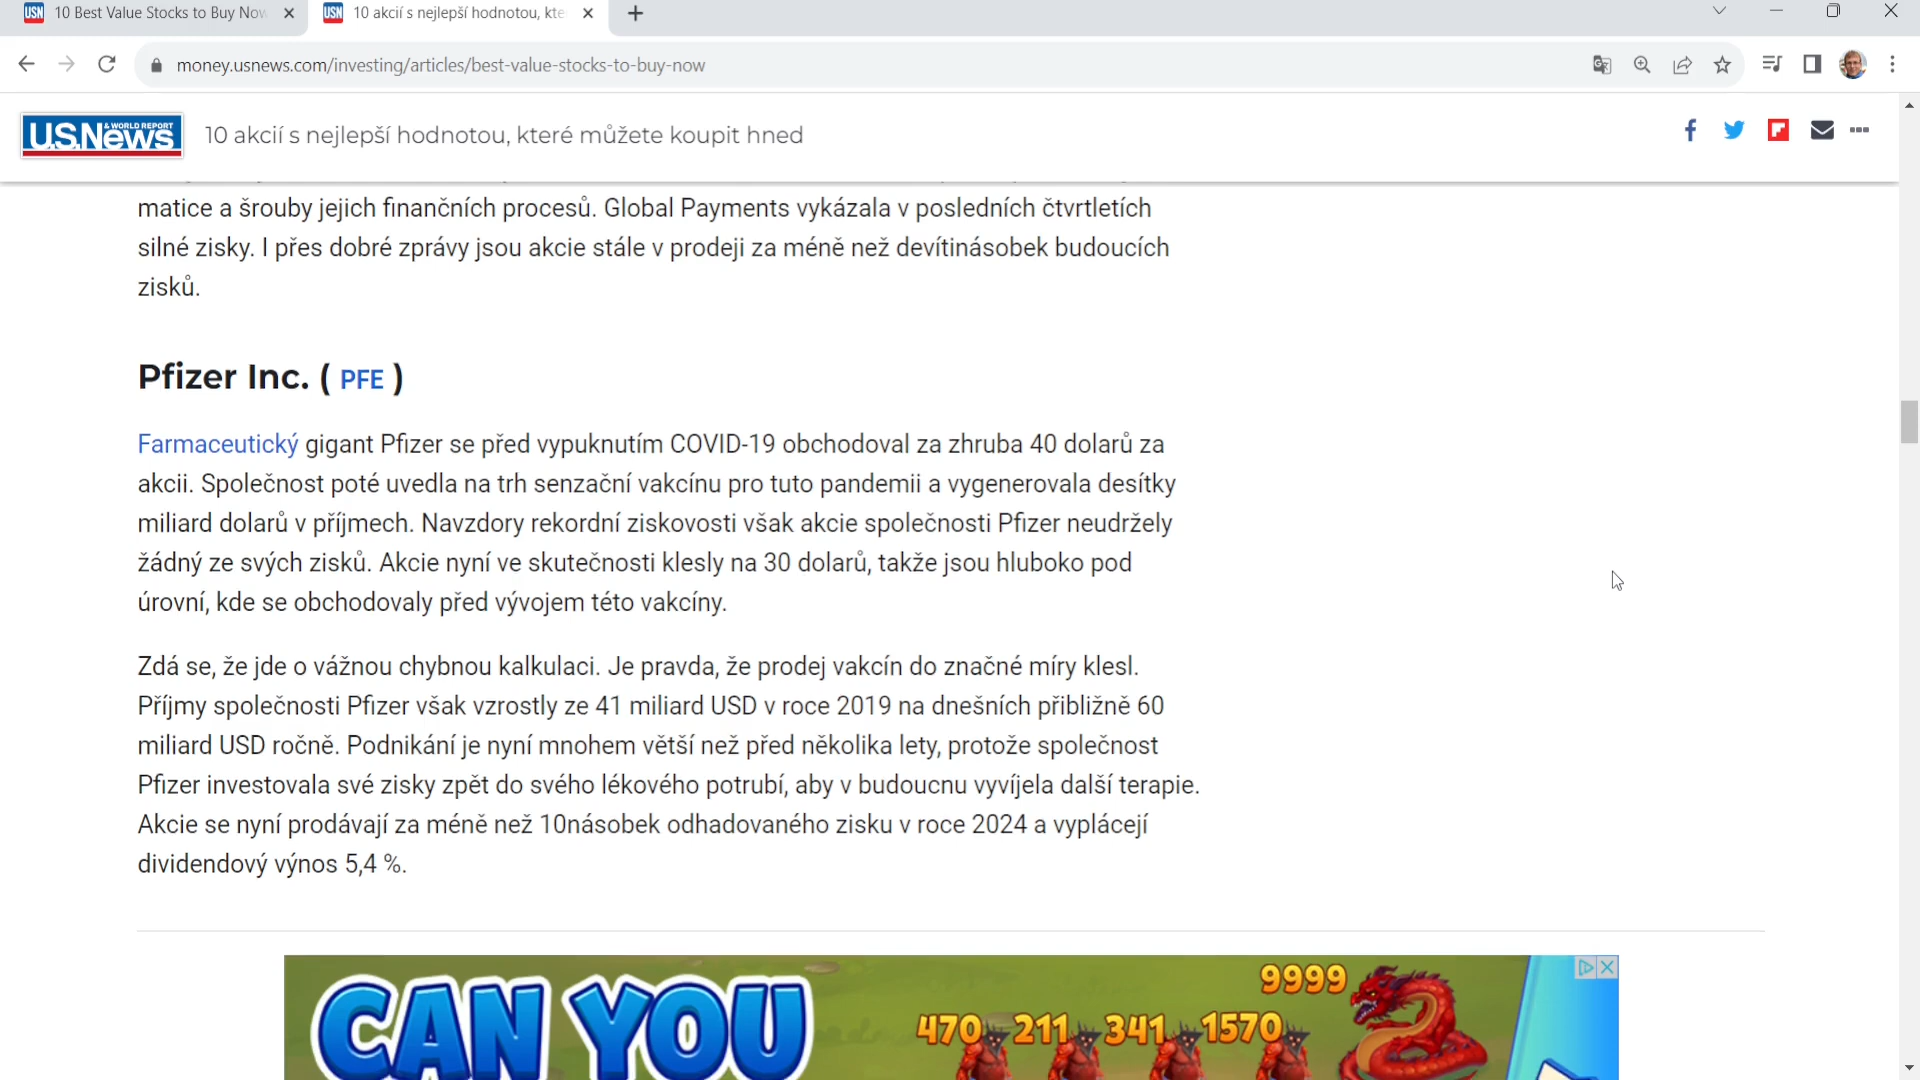 10 Best Value Stocks to Buy Now
10 akcií s nejlepší hodnotou, kte
money.usnews.com/investing/articles/best-value-stocks-to-buy-now
U.S.News & WORLD REPORT
10 akcií s nejlepší hodnotou, které můžete koupit hned
matice a šrouby jejich finančních procesů. Global Payments vykázala v posledních čtvrtletích
silné zisky. I přes dobré zprávy jsou akcie stále v prodeji za méně než devítinásobek budoucích
zisků.
Pfizer Inc. ( PFE )
Farmaceutický gigant Pfizer se před vypuknutím COVID-19 obchodoval za zhruba 40 dolarů za
akcii. Společnost poté uvedla na trh senzační vakcínu pro tuto pandemii a vygenerovala desítky
miliard dolarů v příjmech. Navzdory rekordní ziskovosti však akcie společnosti Pfizer neudržely
žádný ze svých zisků. Akcie nyní ve skutečnosti klesly na 30 dolarů, takže jsou hluboko pod
úrovní, kde se obchodovaly před vývojem této vakcíny.
Zdá se, že jde o vážnou chybnou kalkulaci. Je pravda, že prodej vakcín do značné míry klesl.
Příjmy společnosti Pfizer však vzrostly ze 41 miliard USD v roce 2019 na dnešních přibližně 60
miliard USD ročně. Podnikání je nyní mnohem větší než před několika lety, protože společnost
Pfizer investovala své zisky zpět do svého lékového potrubí, aby v budoucnu vyvíjela další terapie.
Akcie se nyní prodávají za méně než 10násobek odhadovaného zisku v roce 2024 a vyplácejí
dividendový výnos 5,4 %.
CAN YOU
9999
470 211 341 1570